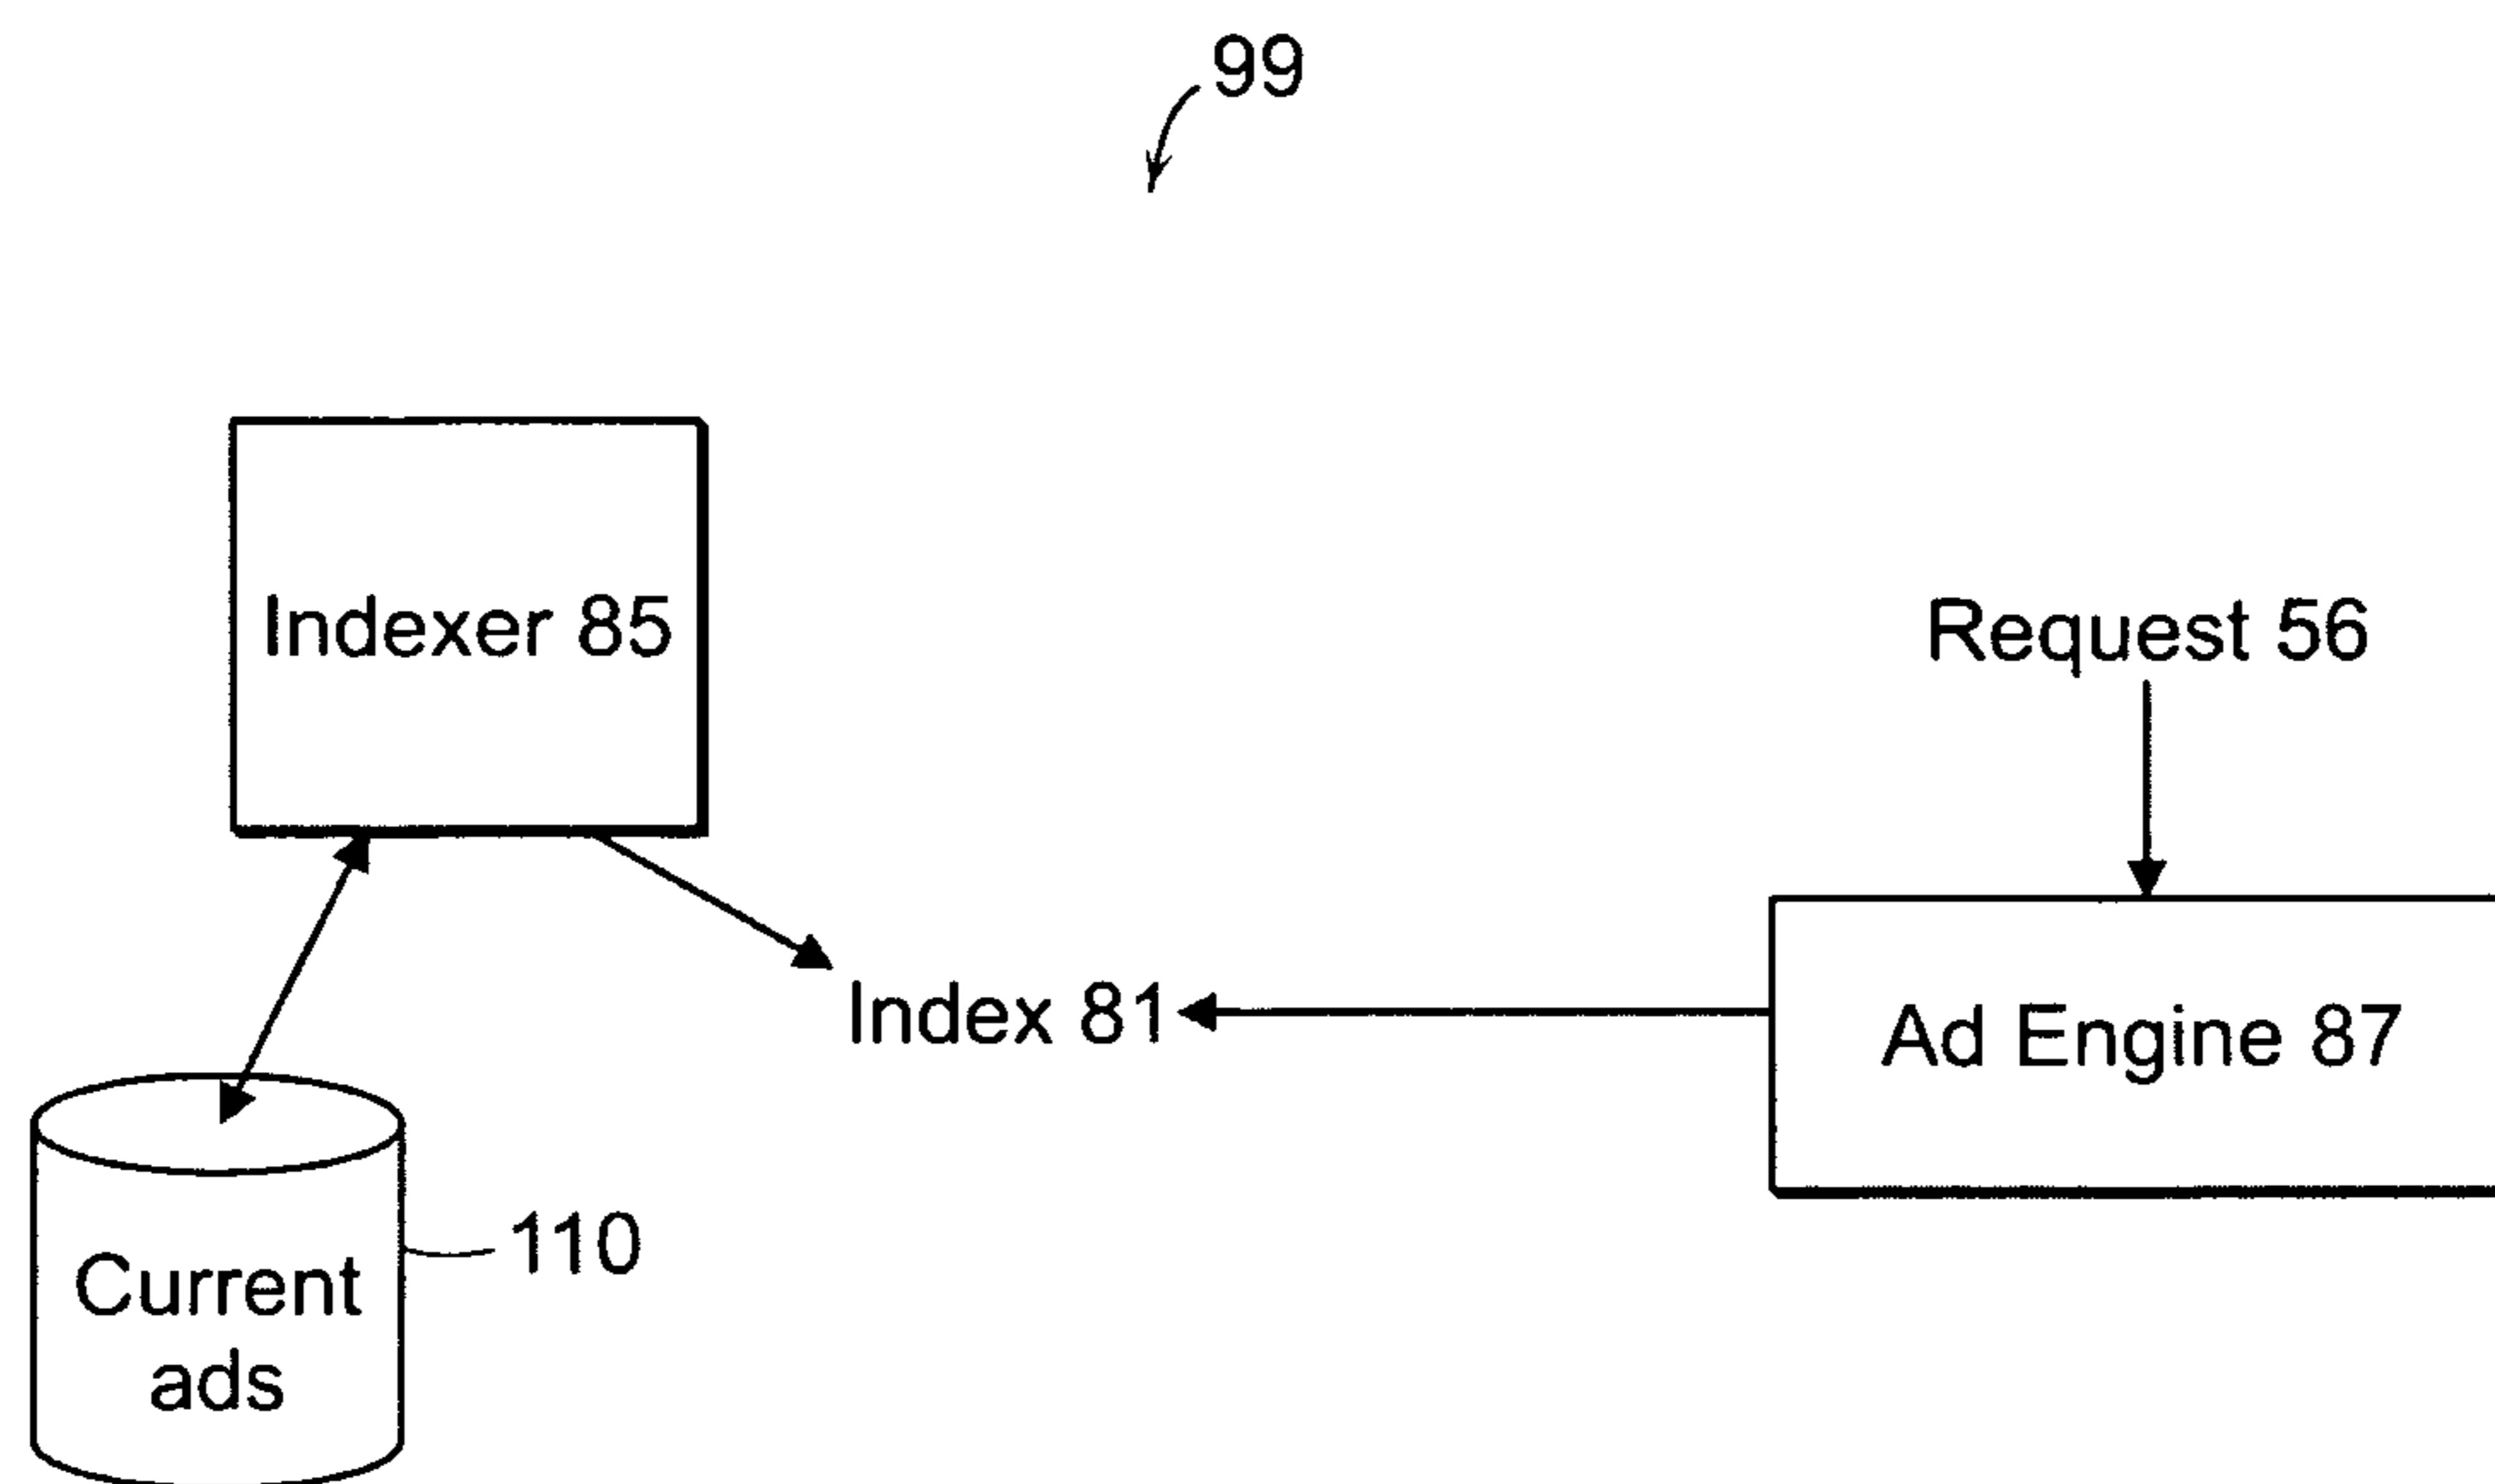 99
Indexer 85
Request 56
Index 81
Ad Engine 87
110
Current
ads